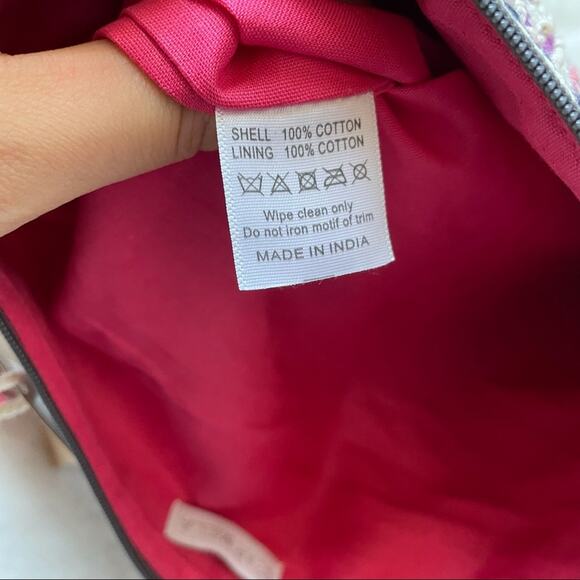 SHELL 100% COTTON
LINING 100% COTTON
Wipe clean only
Do not iron motif of trim
MADE IN INDIA